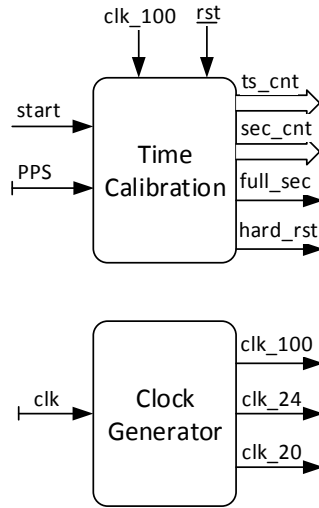 clk_100
rst
start
PPS
Time
Calibration
ts_cnt
sec_cnt
full_sec
hard_rst
clk
Clock
Generator
clk_100
clk_24
clk_20